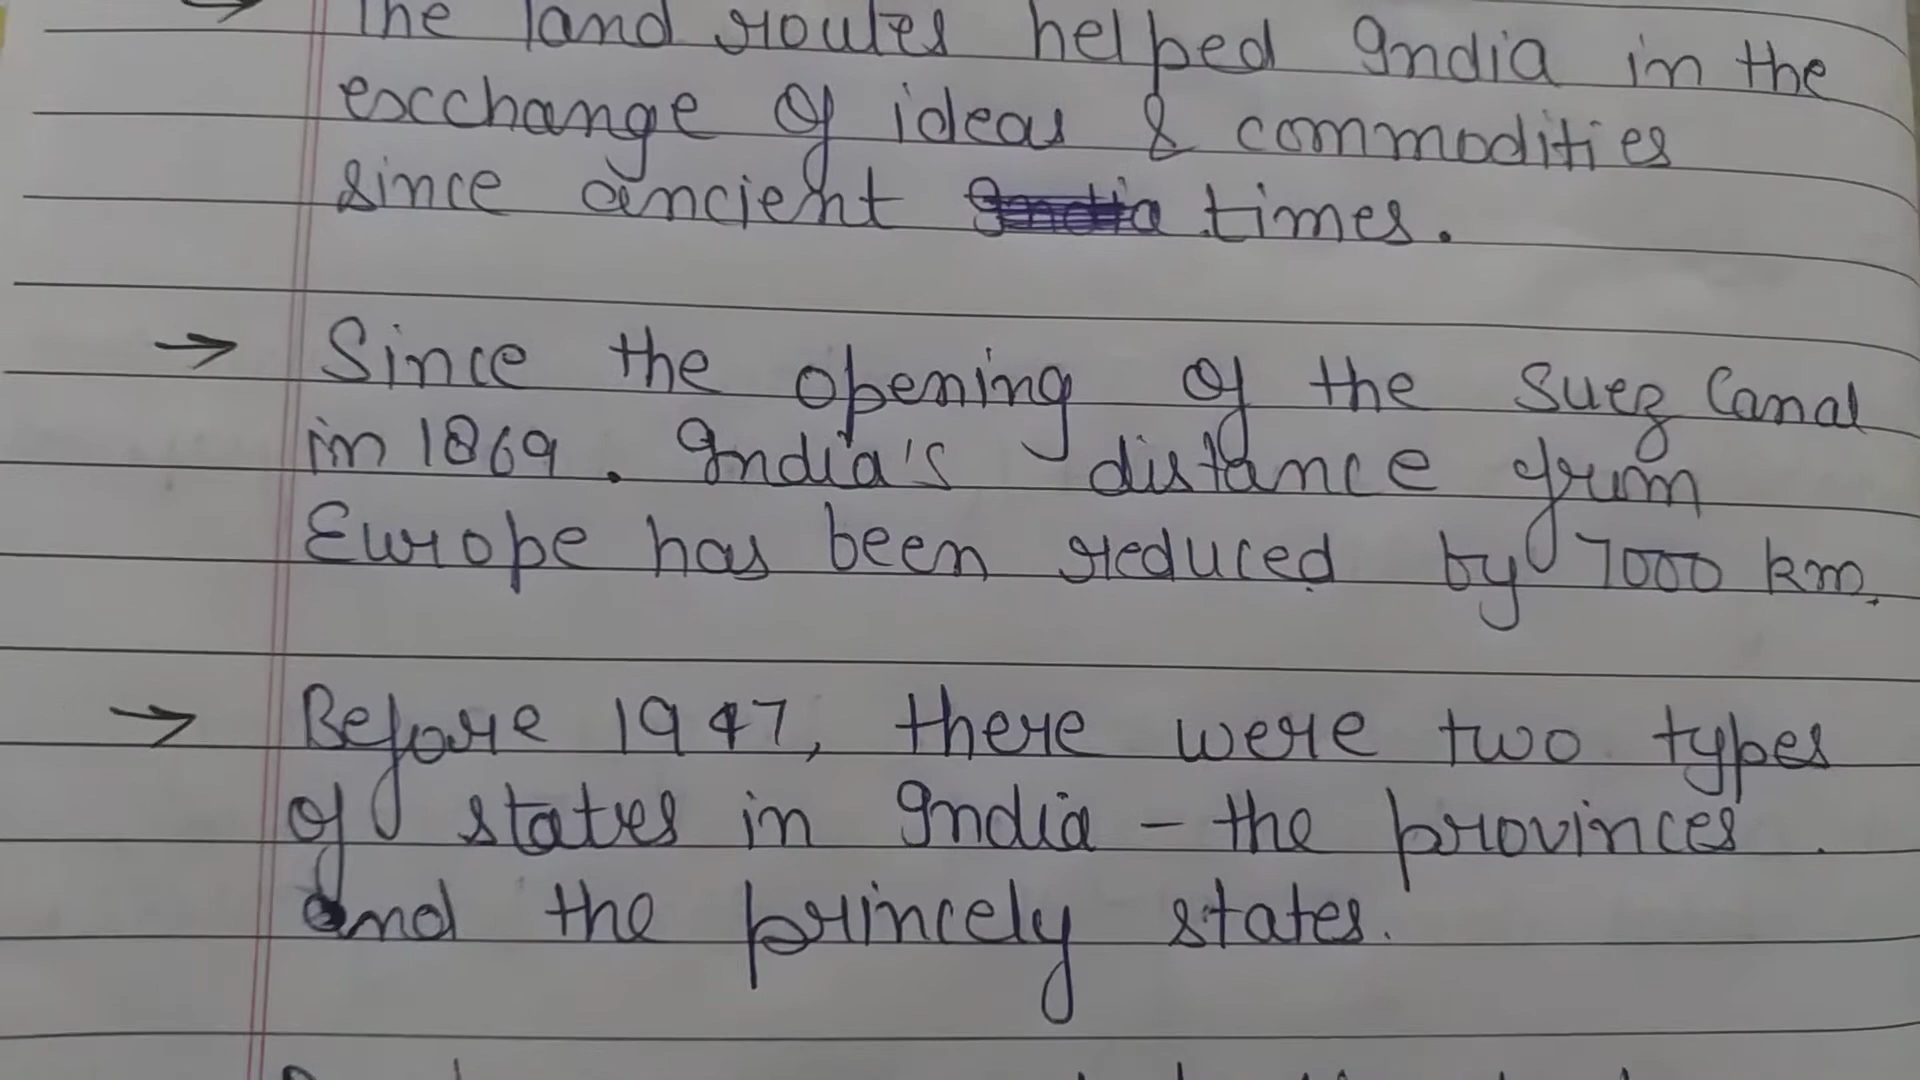 → The land routes helped India in the
exchange of ideas & commodities
since ancient India times.
→ Since the opening of the Suez Canal
in 1869. India's distance frum
Europe has been reduced by 7000 km.
→ Before 1947, there were two types
of states in India - the provinces
and the princely states.